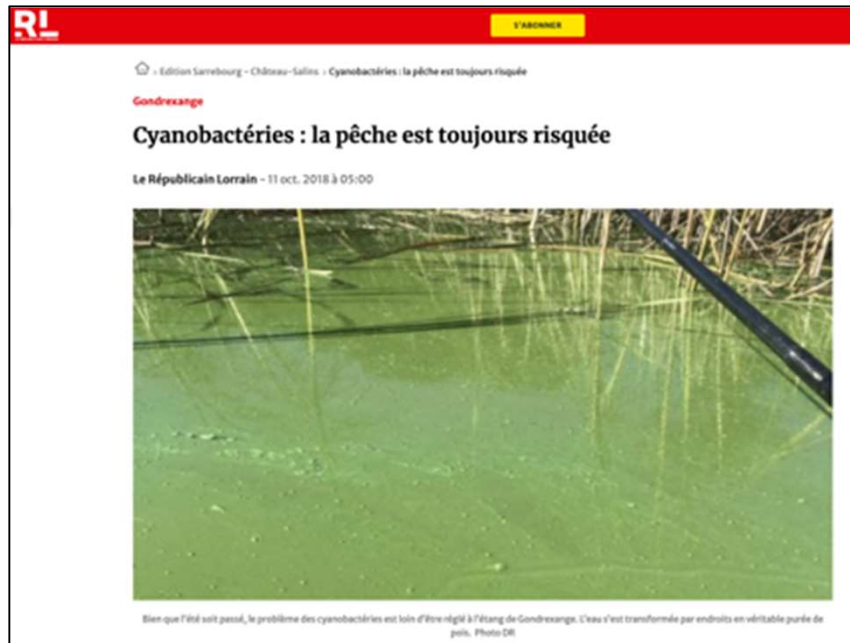 RL
S'ABONNER
› Edition Sarrebourg - Château-Salins › Cyanobactéries : la pêche est toujours risquée
Gondrexange
Cyanobactéries : la pêche est toujours risquée
Le Républicain Lorrain - 11 oct. 2018 à 05:00
Bien que l'été soit passé, le problème des cyanobactéries est loin d'être réglé à l'étang de Gondrexange. L'eau s'est transformée par endroits en véritable purée de
pois. Photo DR